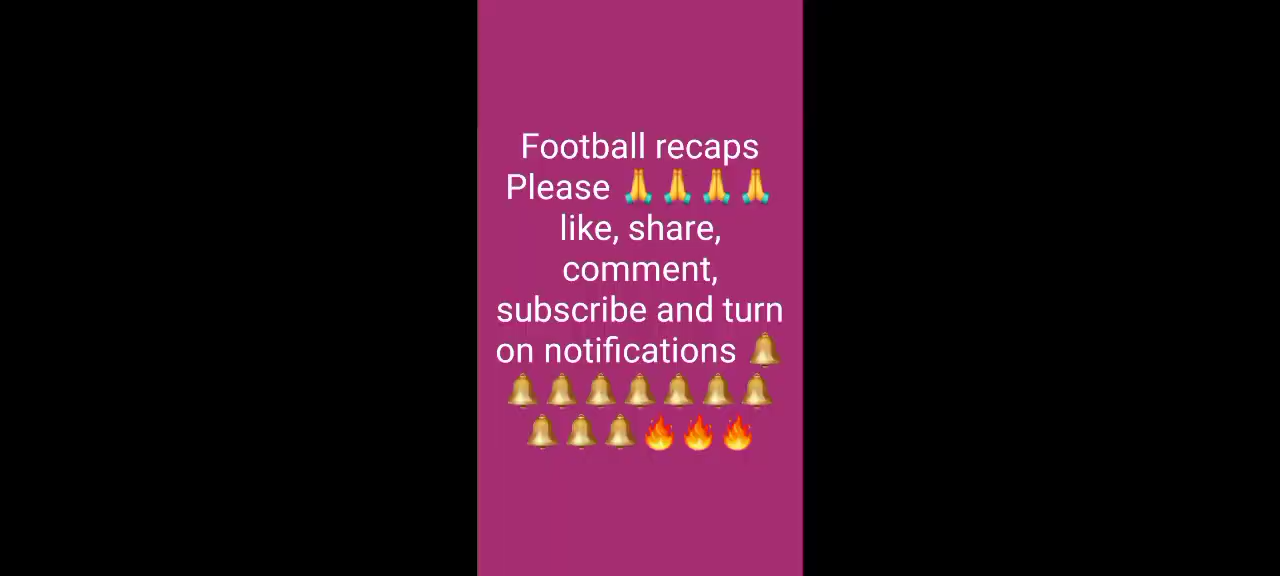 Football recaps
Please 🙏🙏🙏🙏
like, share,
comment,
subscribe and turn
on notifications 🔔
🔔🔔🔔🔔🔔🔔🔔
🔔🔔🔔🔥🔥🔥